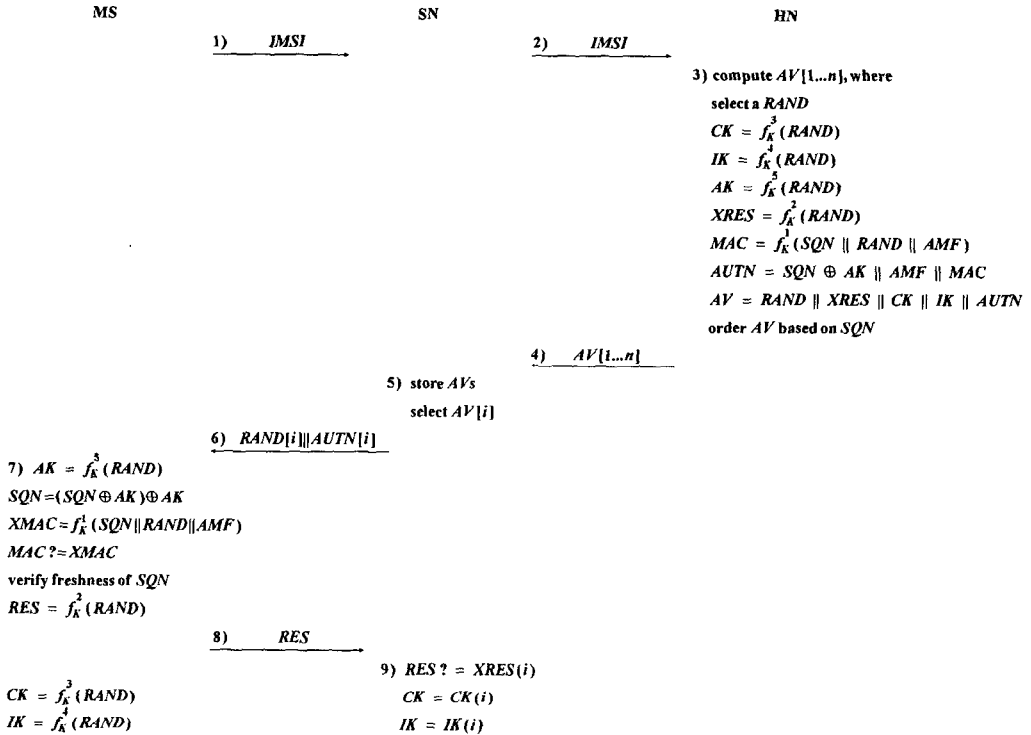 MS SN HN
1) IMSI 2) IMSI
3) compute AV[1...n], where
select a RAND
CK = f_K^3 (RAND)
IK = f_K^4 (RAND)
AK = f_K^5 (RAND)
XRES = f_K^2 (RAND)
MAC = f_K^1 (SQN || RAND || AMF)
AUTN = SQN ⊕ AK || AMF || MAC
AV = RAND || XRES || CK || IK || AUTN
order AV based on SQN
4) AV[1...n]
5) store AVs
select AV[i]
6) RAND[i]||AUTN[i]
7) AK = f_K^5 (RAND)
SQN=(SQN⊕AK)⊕AK
XMAC=f_K^1 (SQN||RAND||AMF)
MAC?=XMAC
verify freshness of SQN
RES = f_K^2 (RAND)
8) RES
9) RES? = XRES(i)
CK = f_K^3 (RAND) CK = CK(i)
IK = f_K^4 (RAND) IK = IK(i)